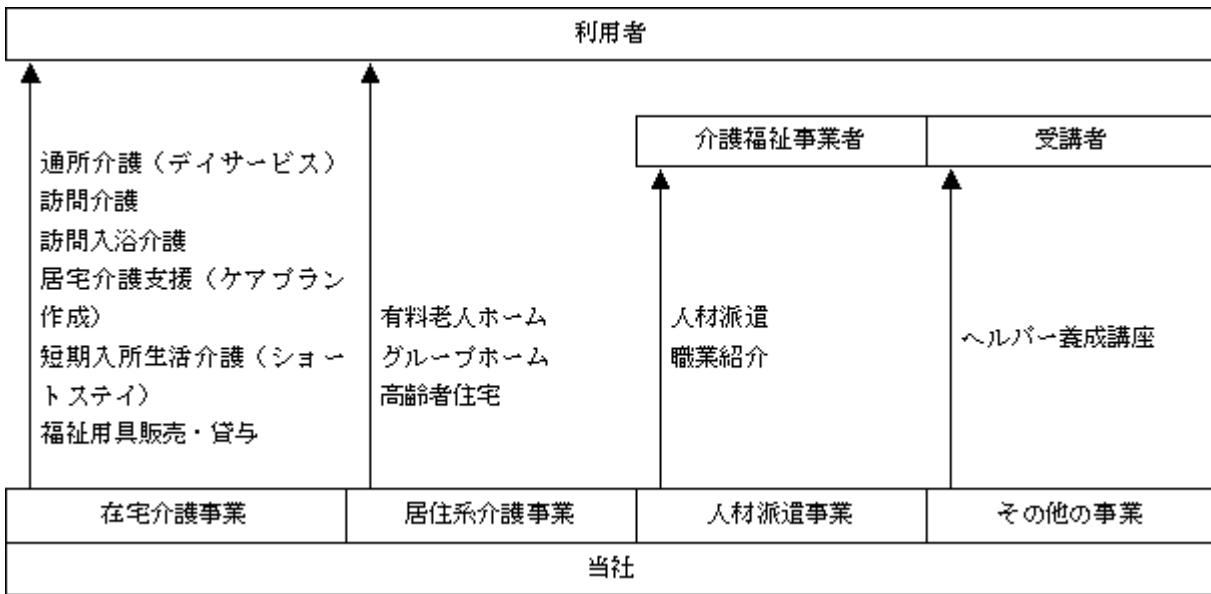 利用者
介護福祉事業者
受講者
通所介護（デイサービス）
訪問介護
訪問入浴介護
居宅介護支援（ケアプラン
作成）
短期入所生活介護（ショー
トステイ）
福祉用具販売・貸与
有料老人ホーム
グループホーム
高齢者住宅
人材派遣
職業紹介
ヘルパー養成講座
在宅介護事業
居住系介護事業
人材派遣事業
その他の事業
当社